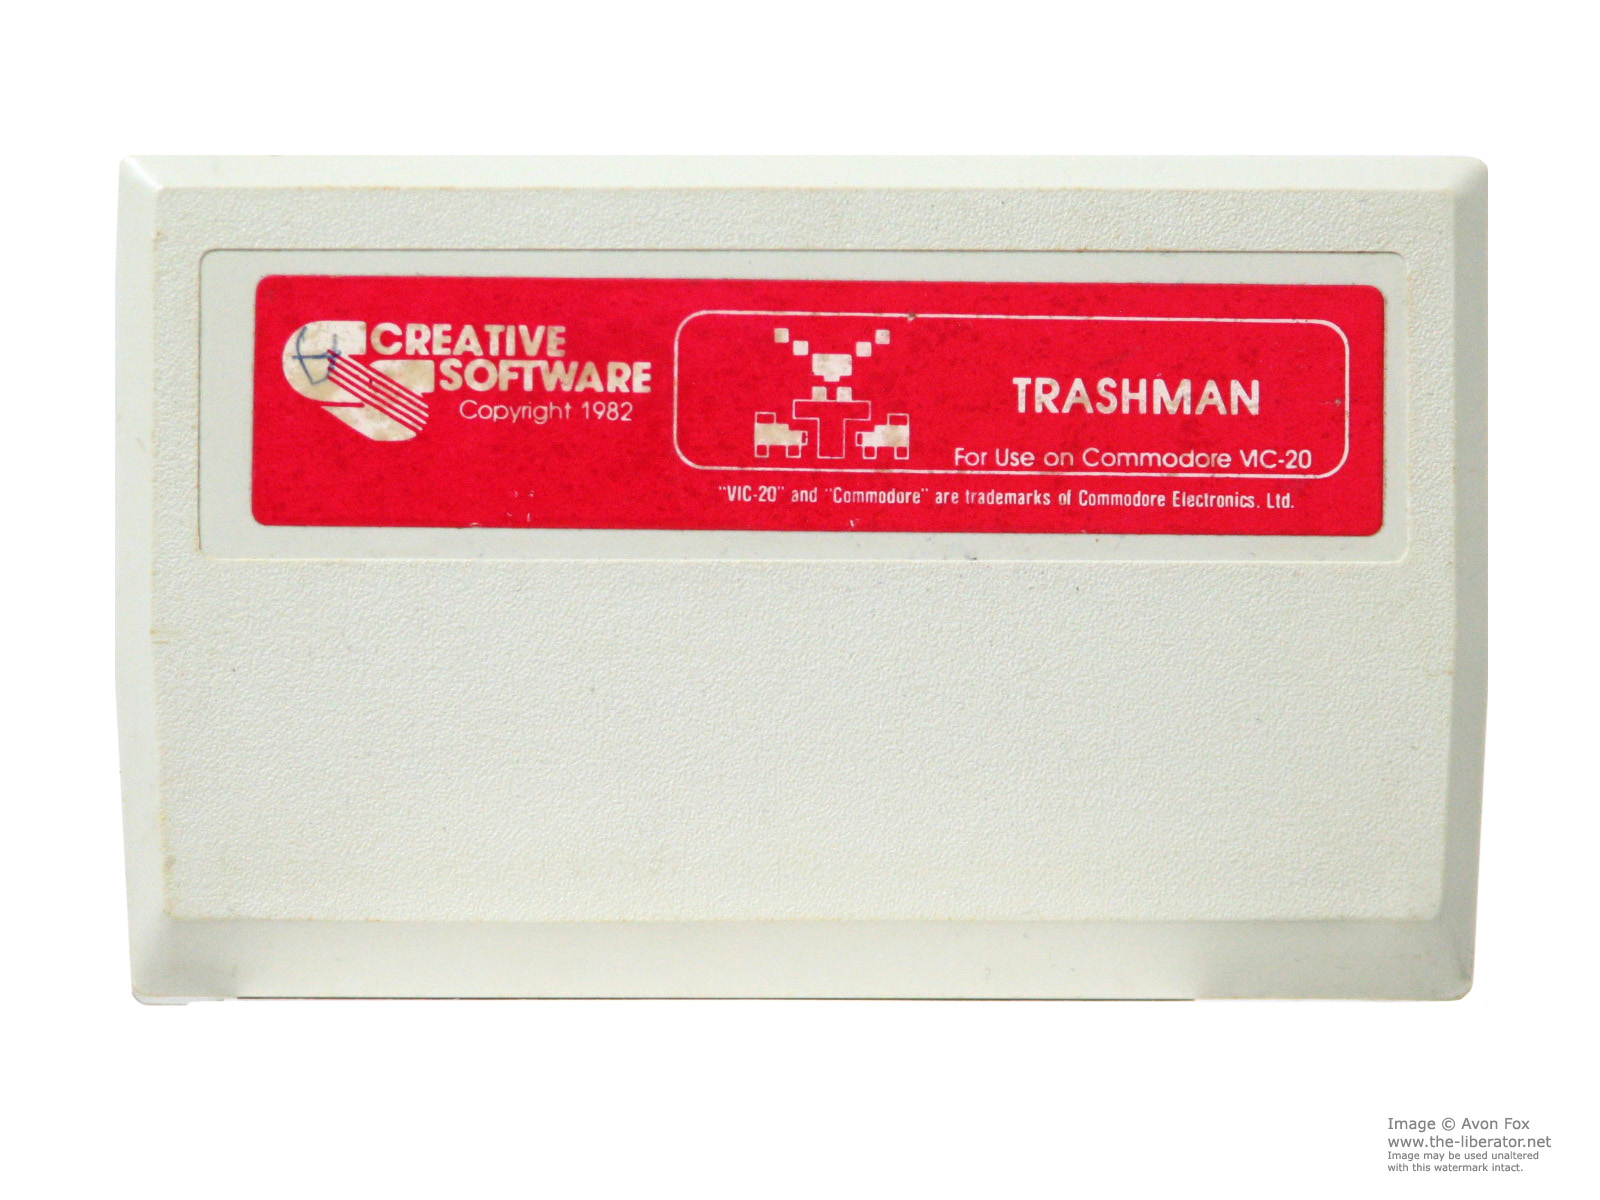 CREATIVE
SOFTWARE
Copyright 1982
TRASHMAN
For Use on Commodore VIC-20
"VIC-20" and "Commodore" are trademarks of Commodore Electronics. Ltd.
Image © Avon Fox
www.the-liberator.net
Image may be used unaltered
with this watermark intact.